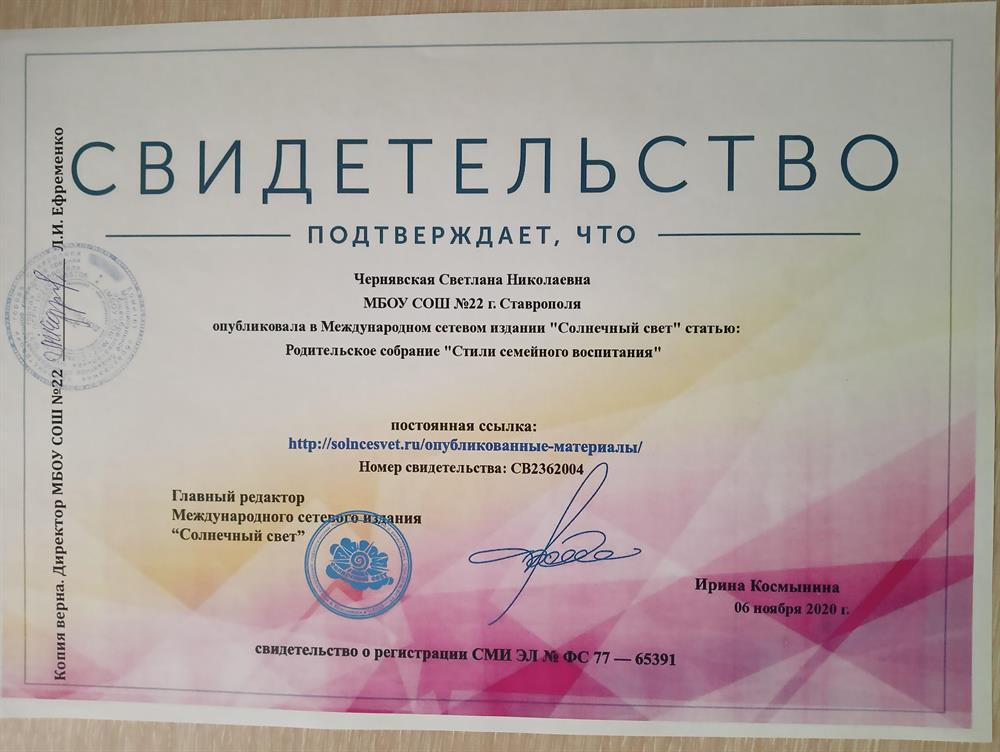 СВИДЕТЕЛЬСТВО
ПОДТВЕРЖДАЕТ, ЧТО
Чернявская Светлана Николаевна
МБОУ СОШ №22 г. Ставрополя
опубликовала в Международном сетевом издании "Солнечный свет" статью:
Родительское собрание "Стили семейного воспитания"
постоянная ссылка:
http://solncesvet.ru/опубликованные-материалы/
Номер свидетельства: СВ2362004
Главный редактор
Международного сетевого издания
“Солнечный свет”
Ирина Космынина
06 ноября 2020 г.
свидетельство о регистрации СМИ ЭЛ № ФС 77 — 65391
Копия верна. Директор МБОУ СОШ №22 Л.И. Ефременко